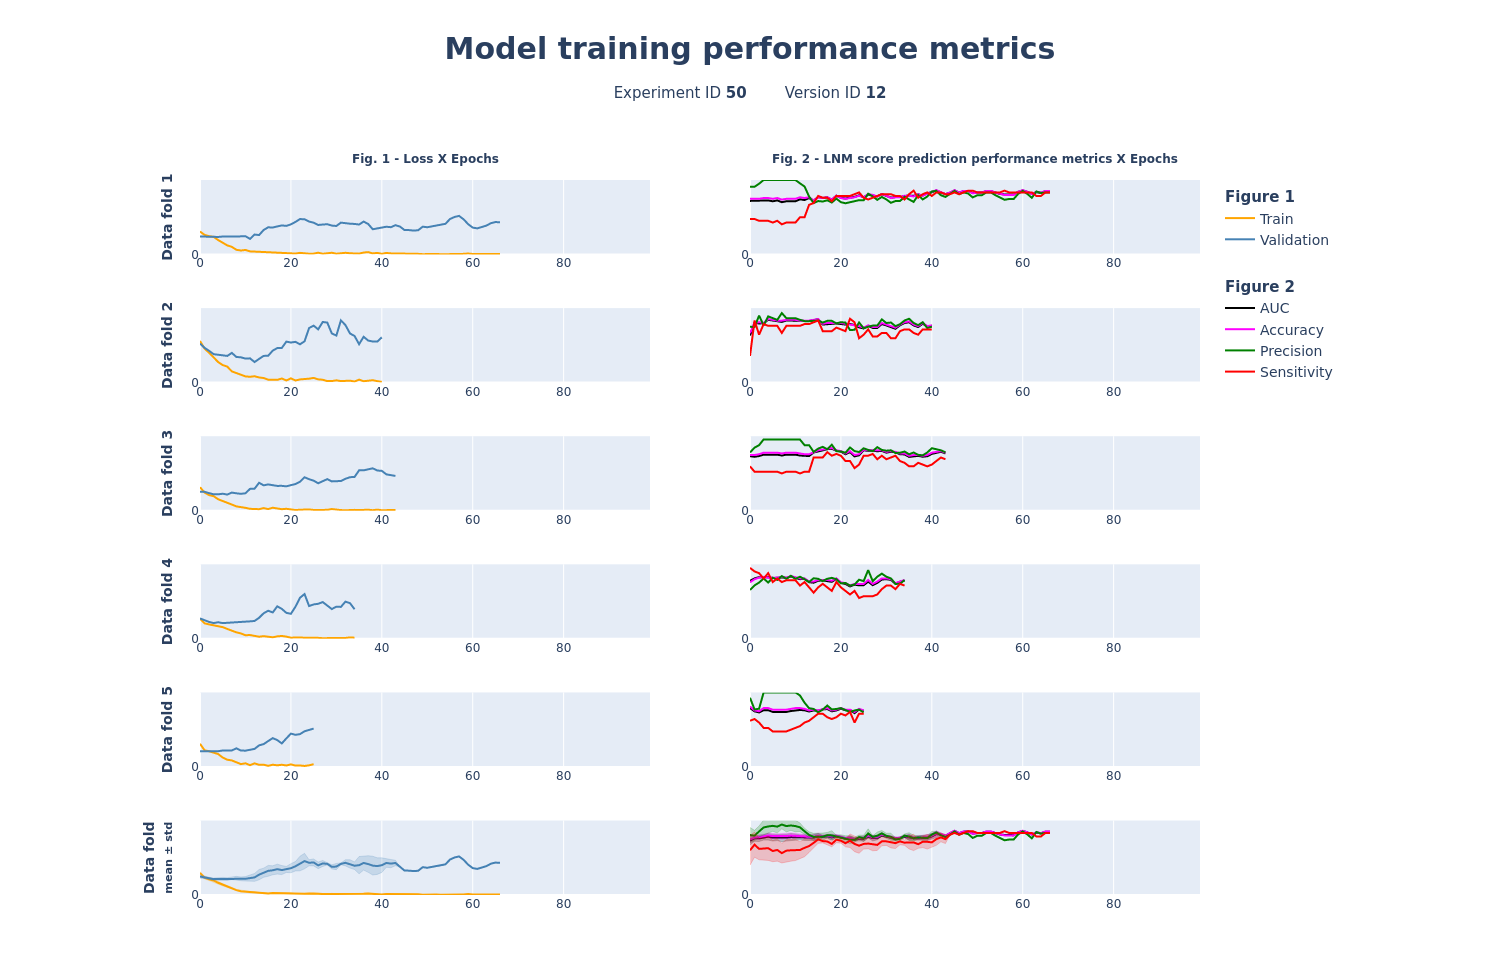 Model training performance metrics
Experiment ID 50 Version ID 12
Fig. 1 - Loss X Epochs
Fig. 2 - LNM score prediction performance metrics X Epochs
Data fold 1
0
0 20 40 60 80
0
0 20 40 60 80
Figure 1
Train
Validation
Figure 2
AUC
Accuracy
Precision
Sensitivity
Data fold 2
0
0 20 40 60 80
0
0 20 40 60 80
Data fold 3
0
0 20 40 60 80
0
0 20 40 60 80
Data fold 4
0
0 20 40 60 80
0
0 20 40 60 80
Data fold 5
0
0 20 40 60 80
0
0 20 40 60 80
Data fold
mean ± std
0
0 20 40 60 80
0
0 20 40 60 80